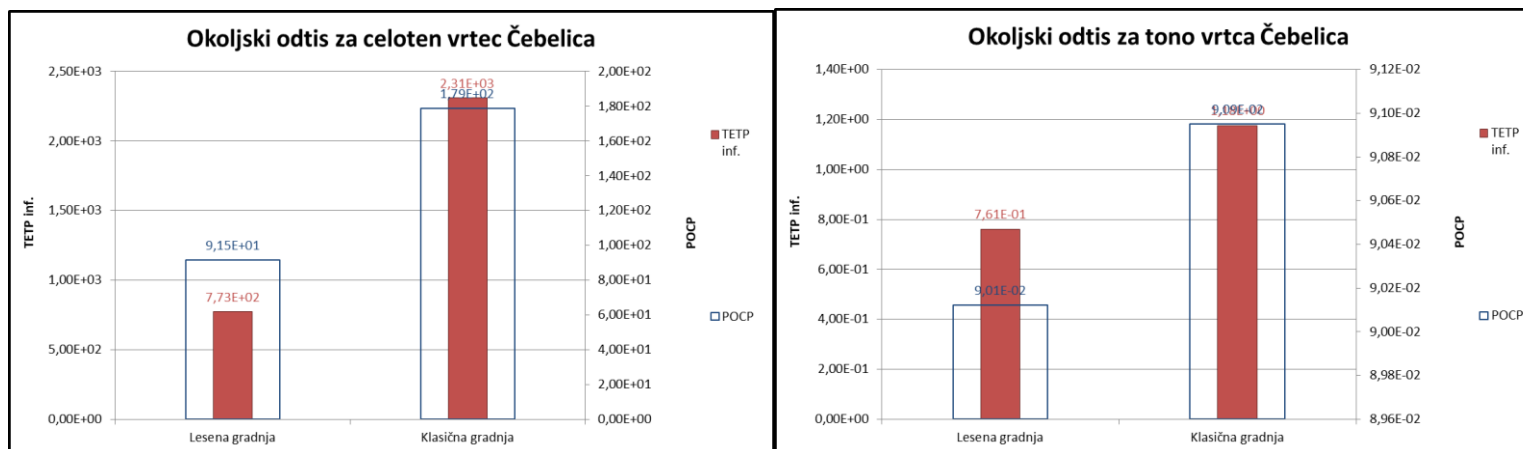 Okoljski odtis za celoten vrtec Čebelica
2,50E+03
2,00E+03
1,50E+03
1,00E+03
5,00E+02
0,00E+00
TETP inf.
2,00E+02
1,80E+02
1,60E+02
1,40E+02
1,20E+02
1,00E+02
8,00E+01
6,00E+01
4,00E+01
2,00E+01
0,00E+00
POCP
9,15E+01
7,73E+02
2,31E+03
1,79E+02
Lesena gradnja
Klasična gradnja
TETP
inf.
POCP
Okoljski odtis za tono vrtca Čebelica
1,40E+00
1,20E+00
1,00E+00
8,00E-01
6,00E-01
4,00E-01
2,00E-01
0,00E+00
TETP inf.
9,12E-02
9,10E-02
9,08E-02
9,06E-02
9,04E-02
9,02E-02
9,00E-02
8,98E-02
8,96E-02
POCP
7,61E-01
9,01E-02
9,09E-02
Lesena gradnja
Klasična gradnja
TETP
inf.
POCP